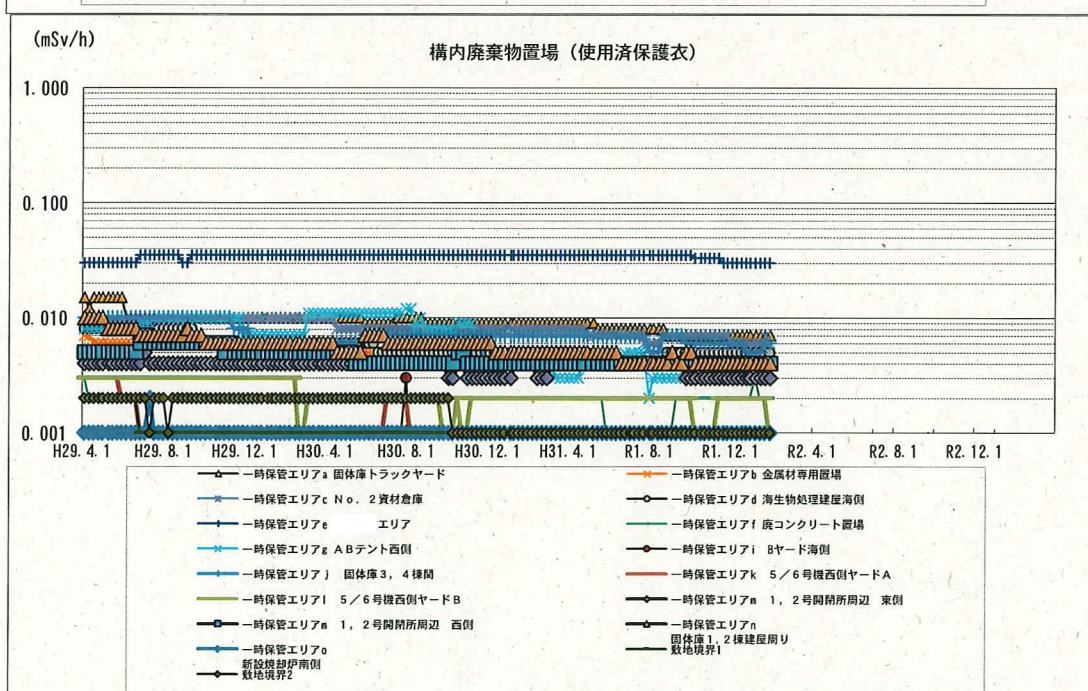 (mSv/h)
構内廃棄物置場（使用済保護衣）
1.000
0.100
0.010
0.001
H29.4.1 H29.8.1 H29.12.1 H30.4.1 H30.8.1 H30.12.1 H31.4.1 R1.8.1 R1.12.1 R2.4.1 R2.8.1 R2.12.1
一時保管エリアa 固体庫トラックヤード
一時保管エリアb 金属材専用置場
一時保管エリアc No．2資材倉庫
一時保管エリアd 海生物処理建屋海側
一時保管エリアe エリア
一時保管エリアf 廃コンクリート置場
一時保管エリアg ABテント西側
一時保管エリアi Bヤード海側
一時保管エリアj 固体庫3，4棟間
一時保管エリアk 5／6号機西側ヤードA
一時保管エリアl 5／6号機西側ヤードB
一時保管エリアm 1，2号開閉所周辺 東側
一時保管エリアm 1，2号開閉所周辺 西側
一時保管エリアn
固体庫1,2棟建屋周り
一時保管エリアo
敷地境界1
新設焼却炉南側
敷地境界2